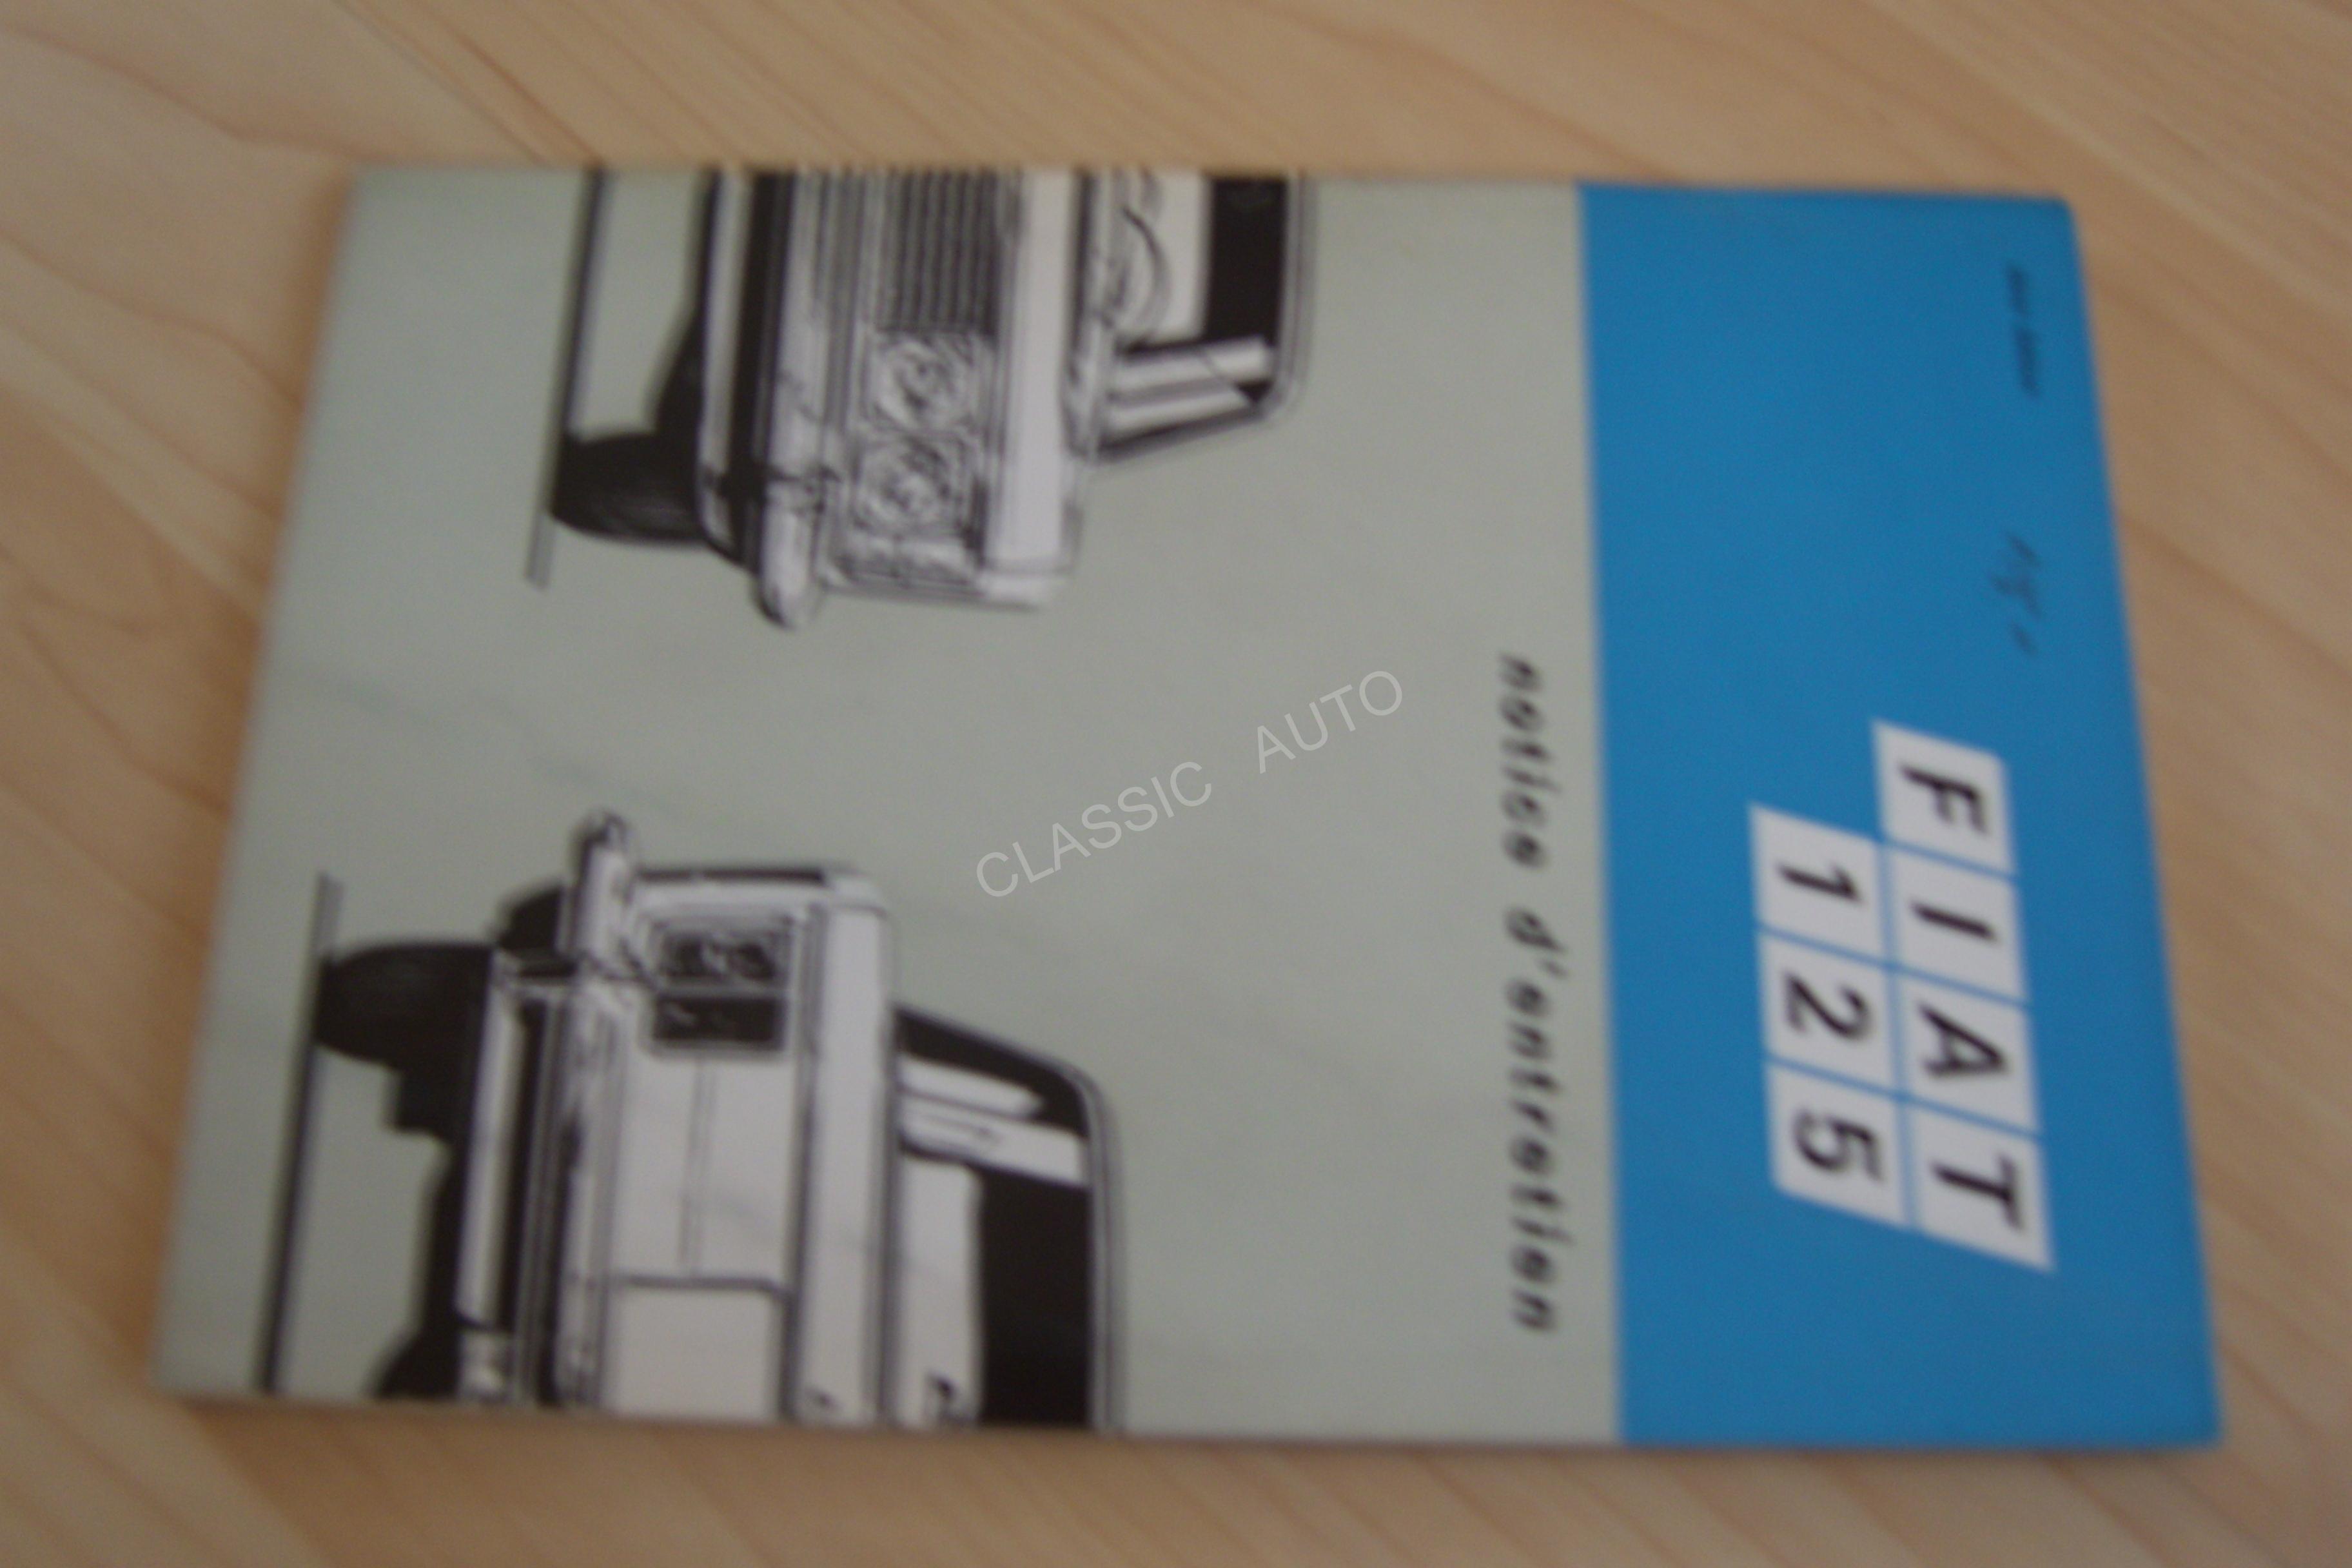 FIAT
125
notice d'entretien
CLASSIC AUTO